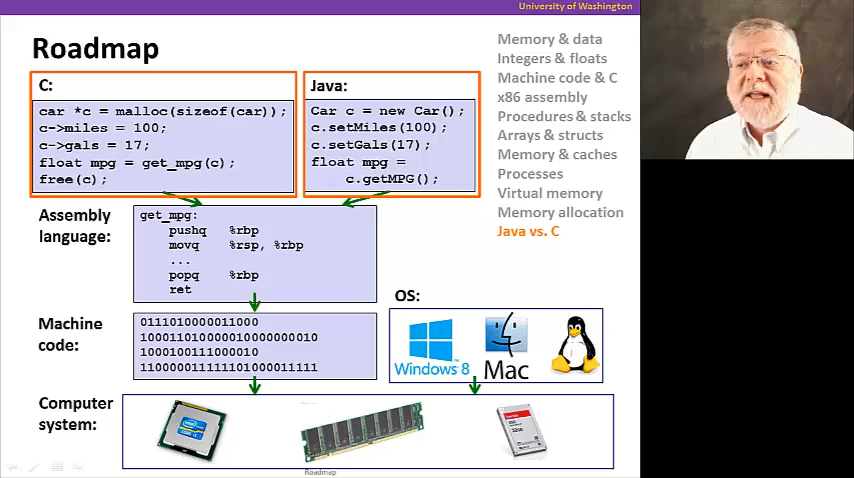 University of Washington
Roadmap
C:
car *c = malloc(sizeof(car));
c->miles = 100;
c->gals = 17;
float mpg = get_mpg(c);
free(c);
Java:
Car c = new Car();
c.setMiles(100);
c.setGals(17);
float mpg =
c.getMPG();
Memory & data
Integers & floats
Machine code & C
x86 assembly
Procedures & stacks
Arrays & structs
Memory & caches
Processes
Virtual memory
Memory allocation
Java vs. C
Assembly
language:
get_mpg:
pushq %rbp
movq %rsp, %rbp
...
popq %rbp
ret
OS:
Windows 8
Mac
Machine
code:
0111010000011000
100011010000010000000010
1000100111000010
110000011111101000011111
Computer
system:
Roadmap